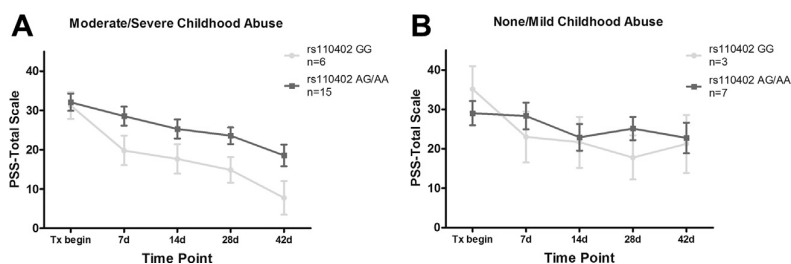 A
Moderate/Severe Childhood Abuse
rs110402 GG
n=6
rs110402 AG/AA
n=15
PSS-Total Scale
40
30
20
10
0
Tx begin 7d 14d 28d 42d
Time Point
B
None/Mild Childhood Abuse
rs110402 GG
n=3
rs110402 AG/AA
n=7
PSS-Total Scale
40
30
20
10
0
Tx begin 7d 14d 28d 42d
Time Point